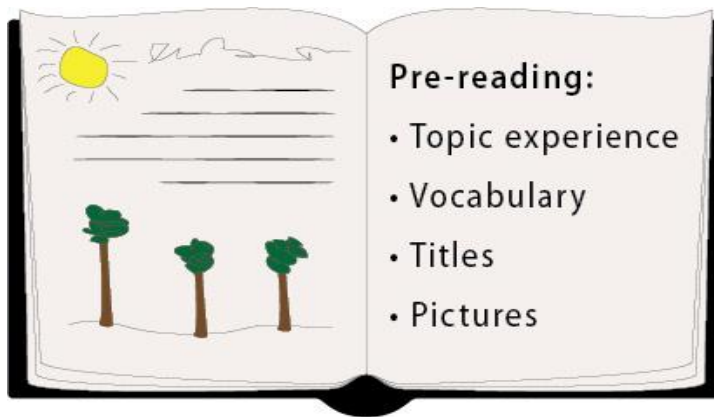 Pre-reading:
• Topic experience
• Vocabulary
• Titles
• Pictures